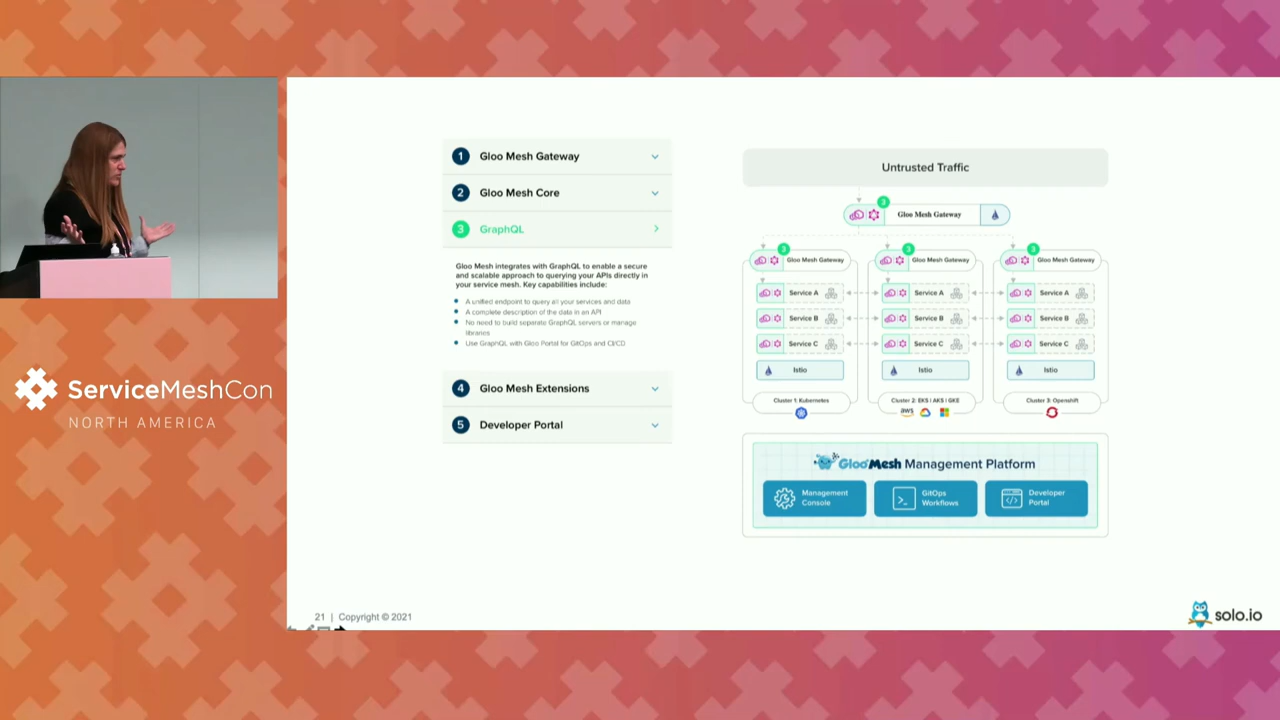 ServiceMeshCon
NORTH AMERICA
1 Gloo Mesh Gateway
2 Gloo Mesh Core
3 GraphQL
Gloo Mesh integrates with GraphQL to enable a secure
and scalable approach to querying your APIs directly in
your service mesh. Key capabilities include:
A unified endpoint to query all your services and data
A complete description of the data in an API
No need to build seperate GraphQL servers or manage
libraries
Use GraphQL with Gloo Portal for GitOps and CI/CD
4 Gloo Mesh Extensions
5 Developer Portal
Untrusted Traffic
3
Gloo Mesh Gateway
3 3 3
Gloo Mesh Gateway Gloo Mesh Gateway Gloo Mesh Gateway
Service A Service A Service A
Service B Service B Service B
Service C Service C Service C
Istio Istio Istio
Cluster 1: Kubernetes Cluster 2: EKS | AKS | GKE Cluster 3: Openshift
aws
Gloo Mesh Management Platform
Management
Console
GitOps
Workflows
Developer
Portal
21 | Copyright © 2021
solo.io